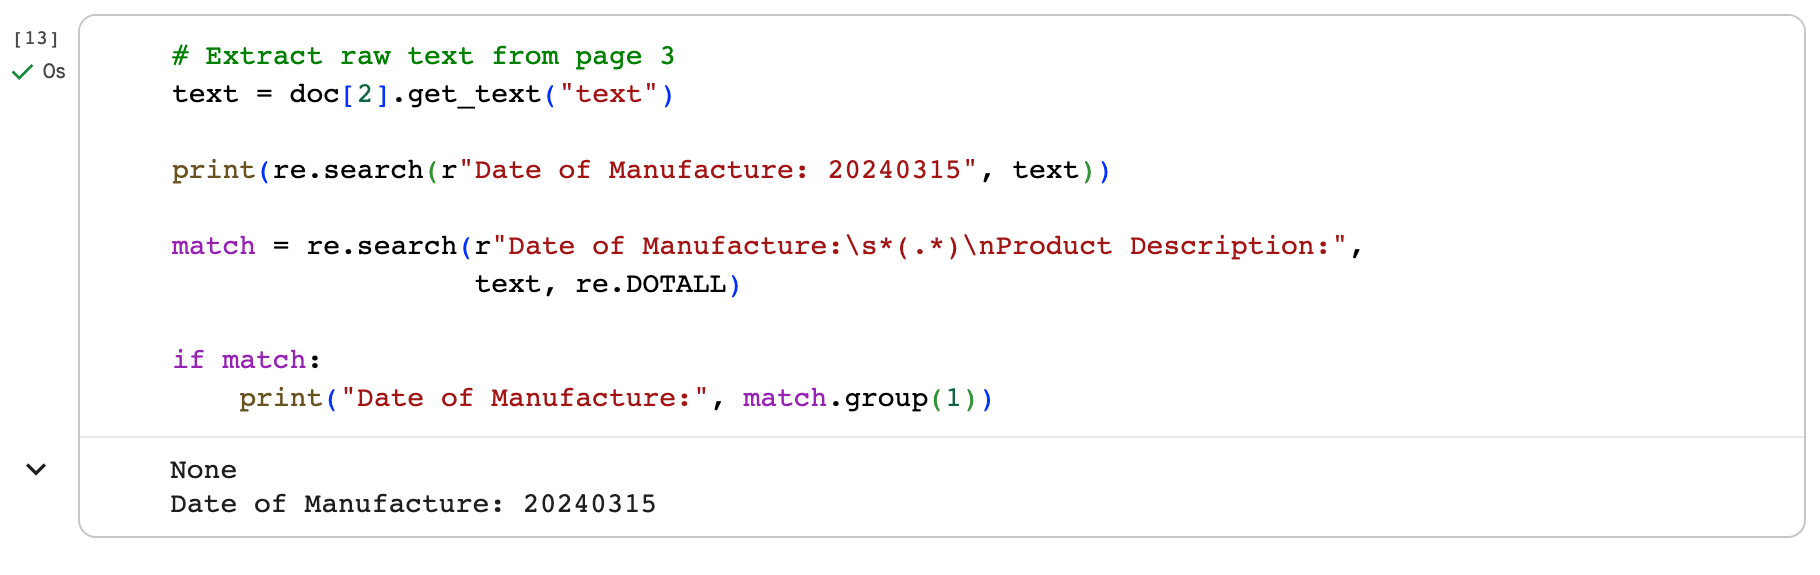 [13]
0s
# Extract raw text from page 3
text = doc[2].get_text("text")
print(re.search(r"Date of Manufacture: 20240315", text))
match = re.search(r"Date of Manufacture:\s*(.*)\nProduct Description:",
text, re.DOTALL)
if match:
print("Date of Manufacture:", match.group(1))
None
Date of Manufacture: 20240315